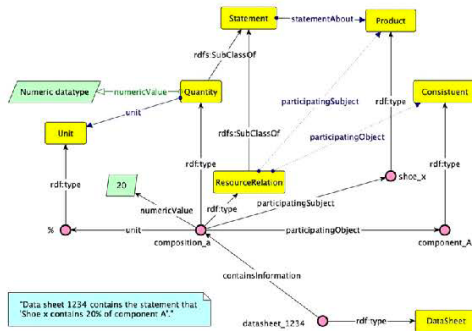 Statement
statementAbout
Product
rdfs:SubClassOf
Numeric datatype
numericValue
Quantity
Consistuent
unit
participatingSubject
rdf:type
Unit
rdfs:SubClassOf
participatingObject
rdf:type
rdf:type
rdf:type
20
ResourceRelation
shoe_x
rdf:type
numericValue
rdf:type
participatingSubject
%
unit
composition_a
participatingObject
component_A
containsInformation
"Data sheet 1234 contains the statement that
'Shoe x contains 20% of component A'."
datasheet_1234
rdf:type
DataSheet